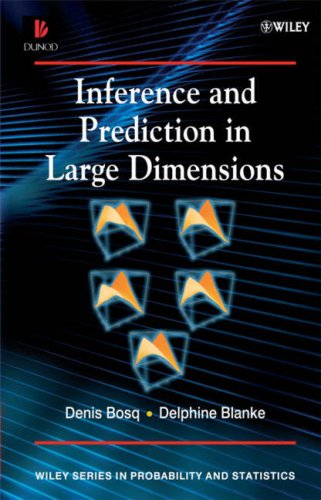 DUNOD
WILEY
Inference and
Prediction in
Large Dimensions
Denis Bosq • Delphine Blanke
WILEY SERIES IN PROBABILITY AND STATISTICS